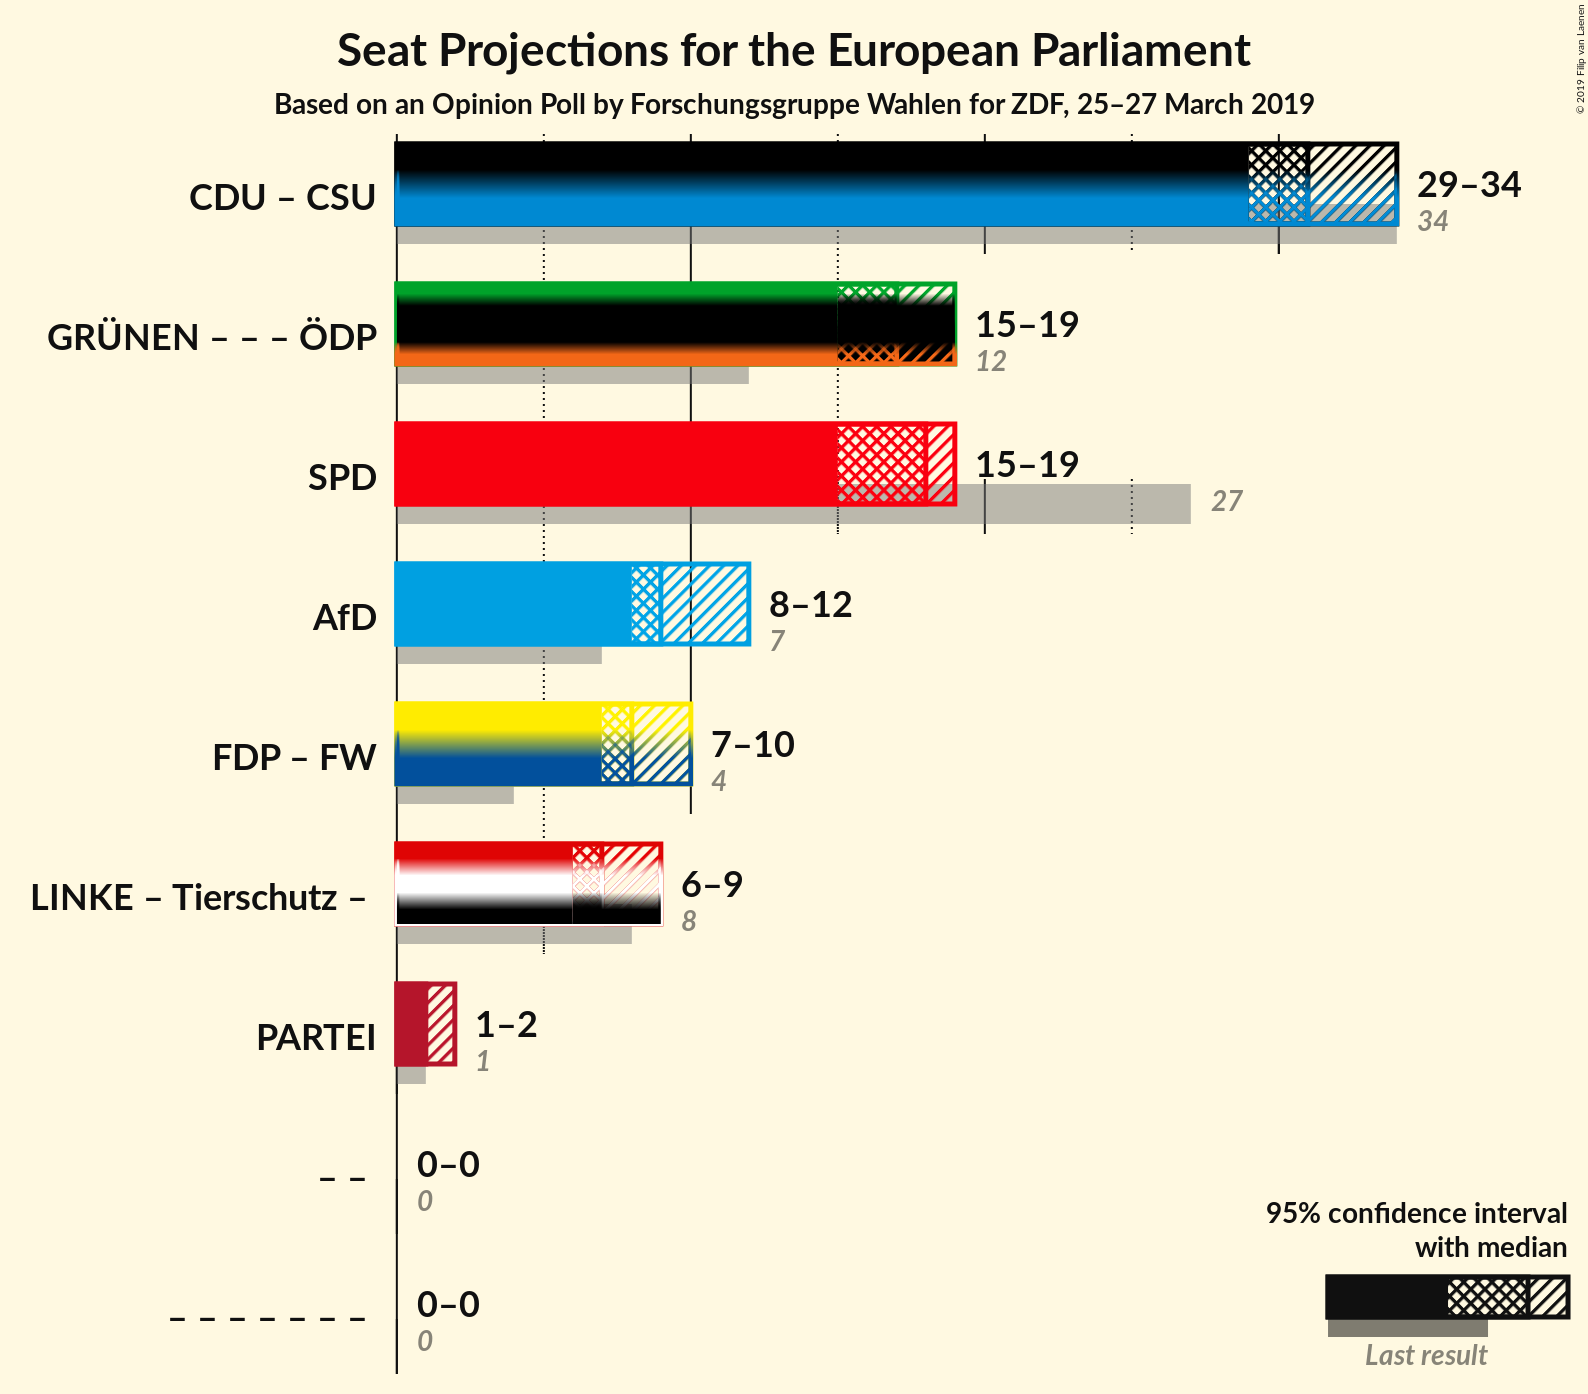 Seat Projections for the European Parliament
Based on an Opinion Poll by Forschungsgruppe Wahlen for ZDF, 25–27 March 2019
© 2019 Filip van Laenen
CDU – CSU
29–34
34
GRÜNEN – – – ÖDP
15–19
12
SPD
15–19
27
AfD
8–12
7
FDP – FW
7–10
4
LINKE – Tierschutz –
6–9
8
PARTEI
1–2
1
– –
0–0
0
– – – – – – –
0–0
0
95% confidence interval
with median
Last result